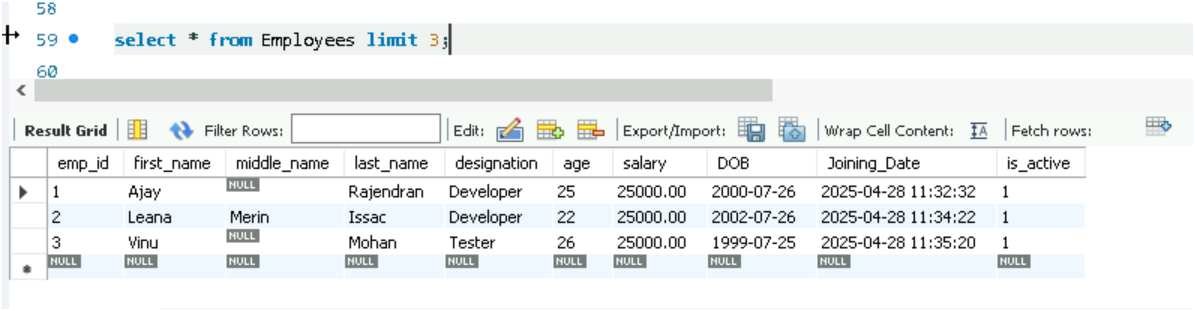 58
59 select * from Employees limit 3;
60
Result Grid Filter Rows: Edit: Export/Import: Wrap Cell Content: IA Fetch rows:
emp_id first_name middle_name last_name designation age salary DOB Joining_Date is_active
1 Ajay NULL Rajendran Developer 25 25000.00 2000-07-26 2025-04-28 11:32:32 1
2 Leana Merin Issac Developer 22 25000.00 2002-07-26 2025-04-28 11:34:22 1
3 Vinu NULL Mohan Tester 26 25000.00 1999-07-25 2025-04-28 11:35:20 1
NULL NULL NULL NULL NULL NULL NULL NULL NULL NULL